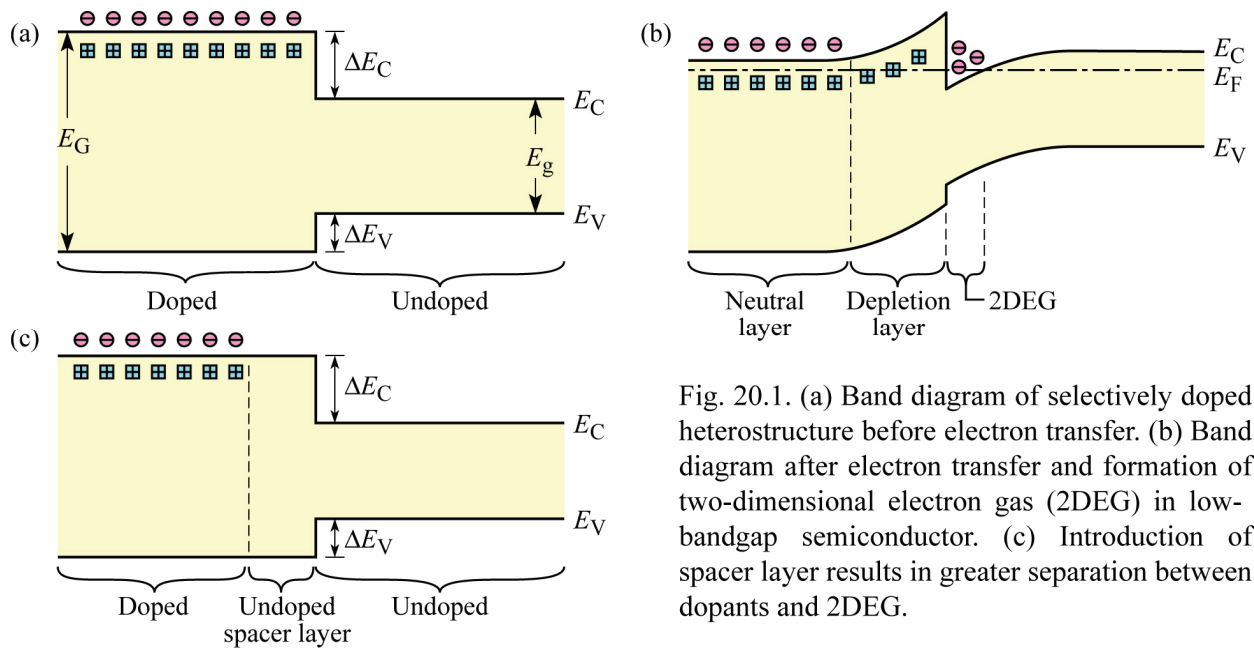 (a)
ΔE_C
E_C
E_G
E_g
E_V
ΔE_V
Doped
Undoped
(b)
E_C
E_F
E_V
Neutral
layer
Depletion
layer
2DEG
(c)
ΔE_C
E_C
E_V
ΔE_V
Doped
Undoped
spacer layer
Undoped
Fig. 20.1. (a) Band diagram of selectively doped
heterostructure before electron transfer. (b) Band
diagram after electron transfer and formation of
two-dimensional electron gas (2DEG) in low-
bandgap semiconductor. (c) Introduction of
spacer layer results in greater separation between
dopants and 2DEG.